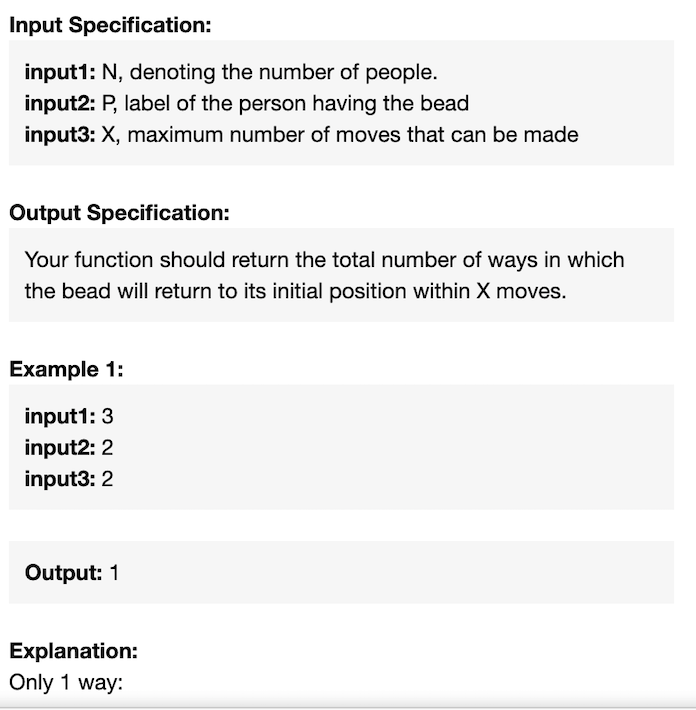 Input Specification:
input1: N, denoting the number of people.
input2: P, label of the person having the bead
input3: X, maximum number of moves that can be made
Output Specification:
Your function should return the total number of ways in which
the bead will return to its initial position within X moves.
Example 1:
input1: 3
input2: 2
input3: 2
Output: 1
Explanation:
Only 1 way: